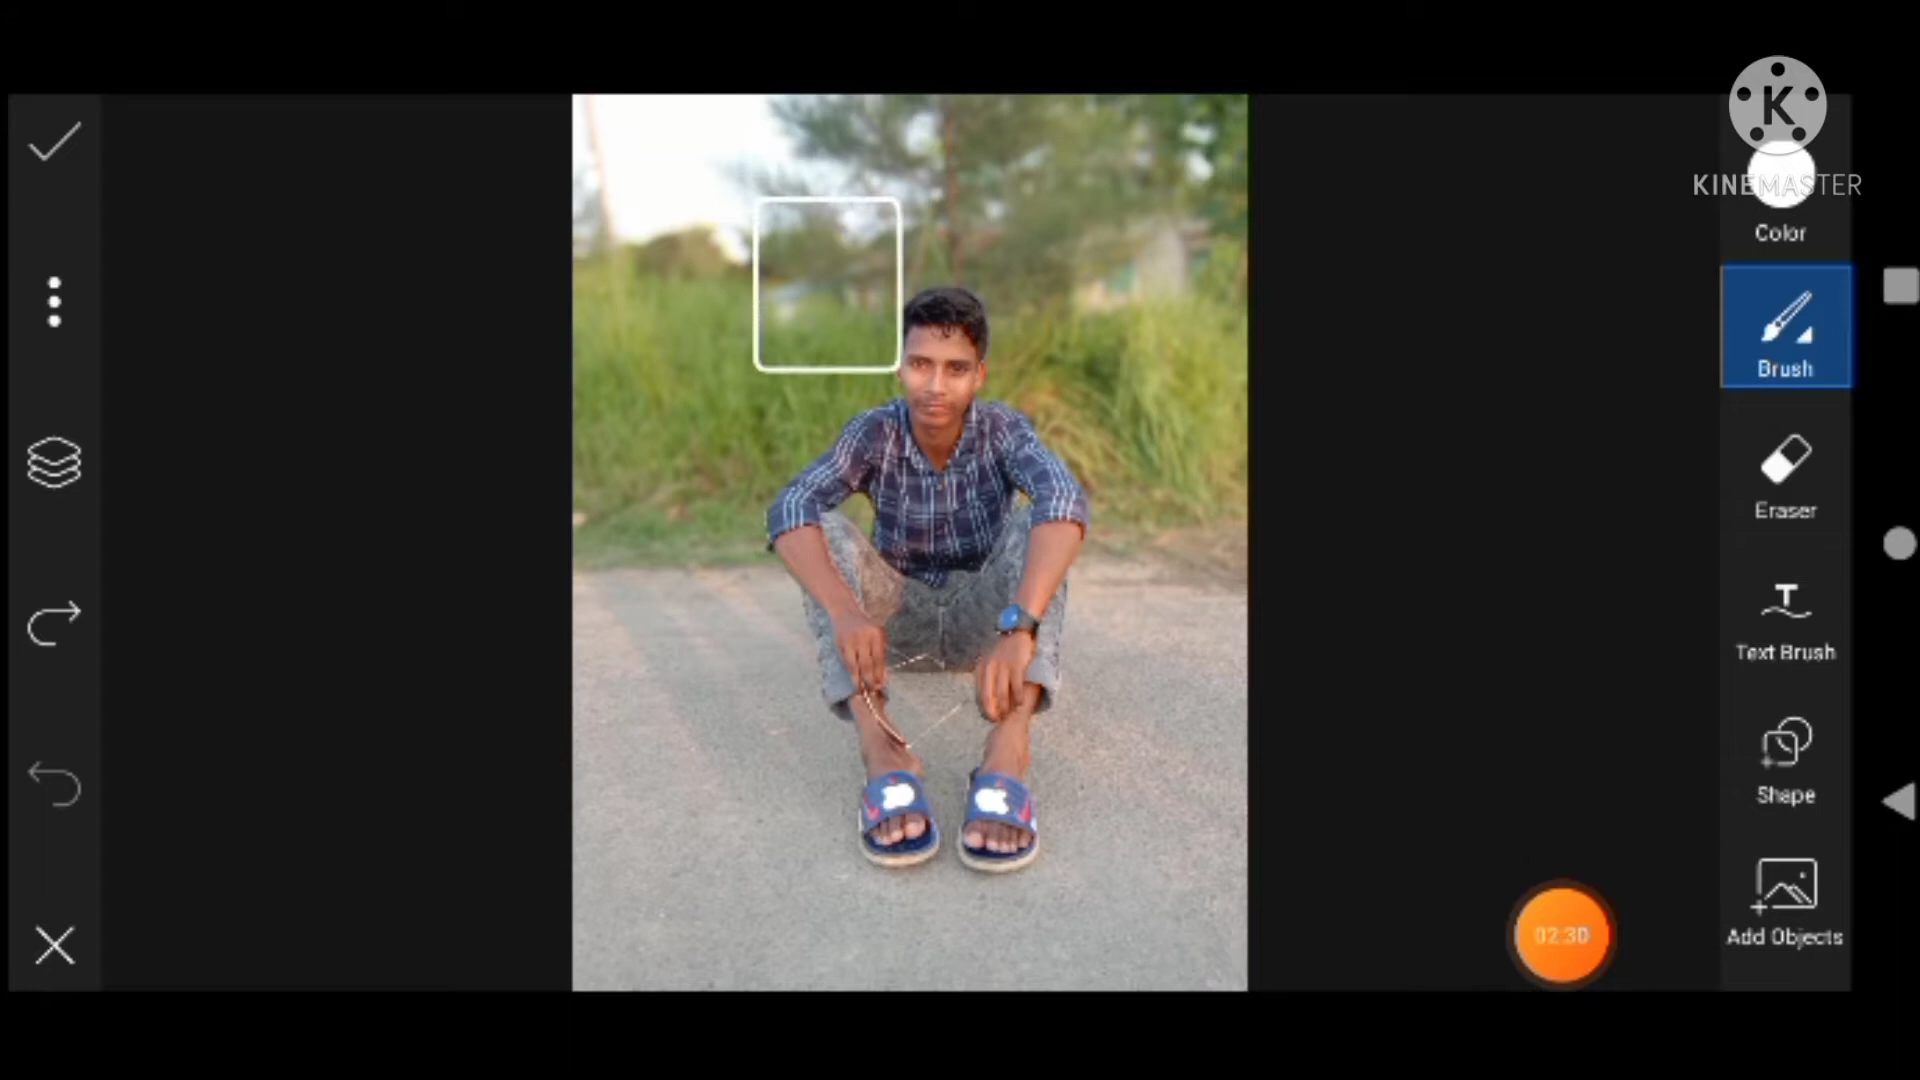 K
KINEMASTER
Color
Brush
Eraser
T
Text Brush
Shape
Add Objects
02:30